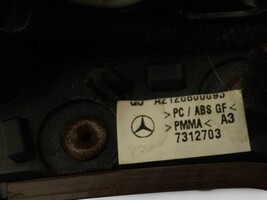 >PC / ABS GF<
>PMMA< A3
7312703